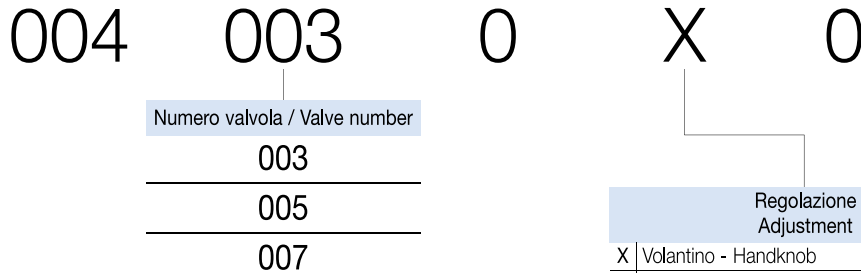 004 003 0 X 0
Numero valvola / Valve number
003
005
007
Regolazione
Adjustment
X Volantino - Handknob